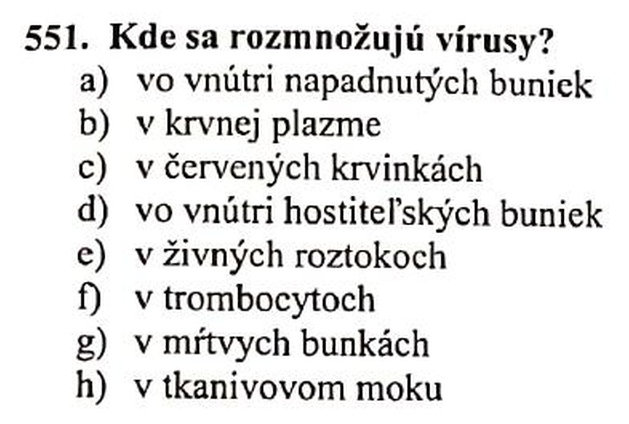 551. Kde sa rozmnožujú vírusy?
a) vo vnútri napadnutých buniek
b) v krvnej plazme
c) v červených krvinkách
d) vo vnútri hostiteľských buniek
e) v živných roztokoch
f) v trombocytoch
g) v mŕtvych bunkách
h) v tkanivovom moku